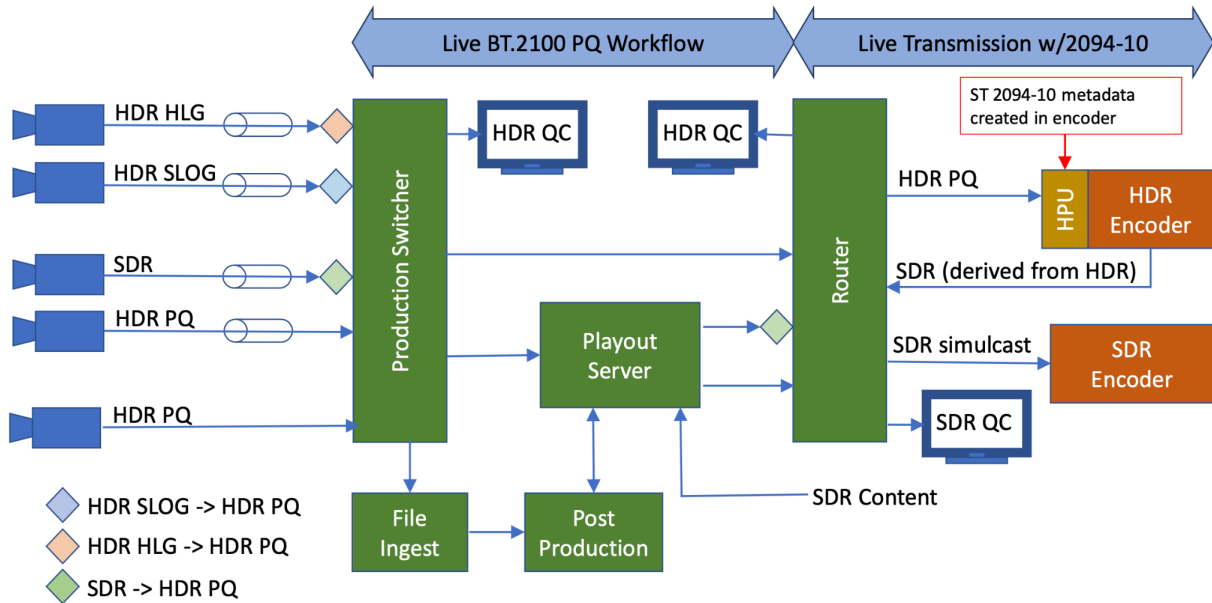 Live BT.2100 PQ Workflow
Live Transmission w/2094-10
HDR HLG
HDR SLOG
SDR
HDR PQ
HDR PQ
Production Switcher
HDR QC
HDR QC
ST 2094-10 metadata
created in encoder
Router
HDR PQ
HPU
HDR
Encoder
SDR (derived from HDR)
Playout
Server
SDR simulcast
SDR
Encoder
SDR QC
SDR Content
File
Ingest
Post
Production
HDR SLOG -> HDR PQ
HDR HLG -> HDR PQ
SDR -> HDR PQ